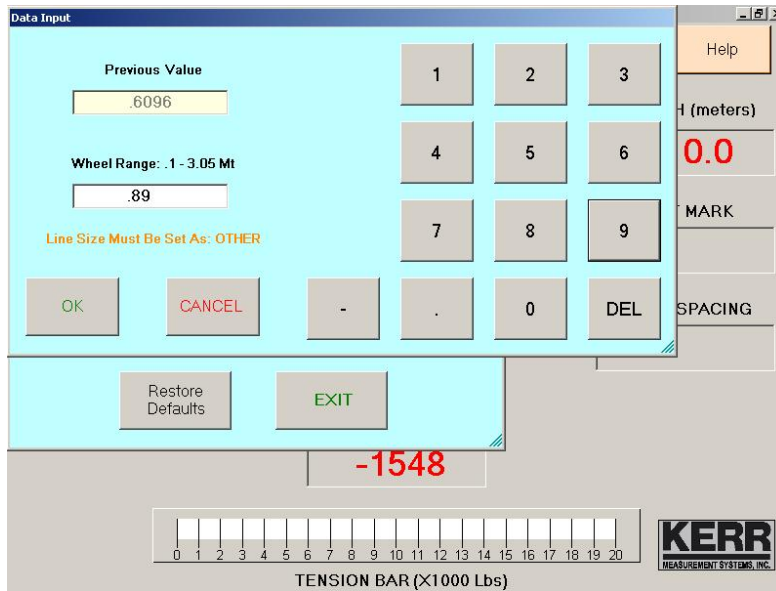 Data Input
Help
Previous Value
.6096
1 2 3
H (meters)
0.0
Wheel Range: .1 - 3.05 Mt
.89
4 5 6
MARK
Line Size Must Be Set As: OTHER
7 8 9
OK CANCEL - . 0 DEL
SPACING
Restore
Defaults
EXIT
-1548
0 1 2 3 4 5 6 7 8 9 10 11 12 13 14 15 16 17 18 19 20
TENSION BAR (X1000 Lbs)
KERR
MEASUREMENT SYSTEMS, INC.